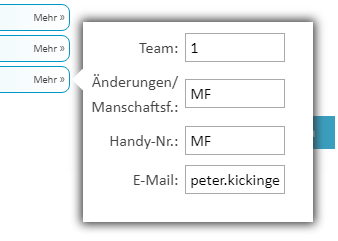 Mehr »
Mehr »
Mehr »
Team: 1
Änderungen/
Manschaftsf.: MF
Handy-Nr.: MF
E-Mail: peter.kickinge